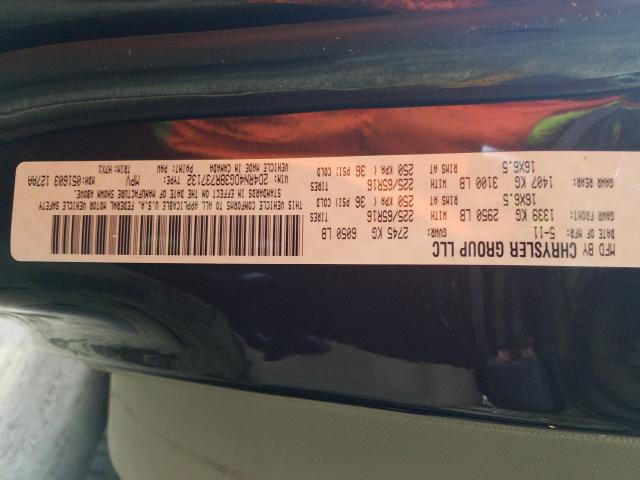 MFD BY CHRYSLER GROUP LLC
DATE OF MFR: 5-11 GVWR: 2745 KG 6050 LB
GAWR FRONT: 1339 KG 2950 LB TIRES
16X6.5 RIMS AT 225/65R16 250 KPA( 36 PSI) COLD
GAWR REAR: 1407 KG 3100 LB TIRES
16X6.5 RIMS AT 225/65R16 250 KPA( 36 PSI) COLD
THIS VEHICLE CONFORMS TO ALL APPLICABLE U.S.A. FEDERAL MOTOR VEHICLE SAFETY
STANDARDS IN EFFECT ON THE DATE OF MANUFACTURE SHOWN ABOVE.
TYPE: MPV MDH:051603 127AA
VEHICLE MADE IN CANADA PAINT: TRIM: